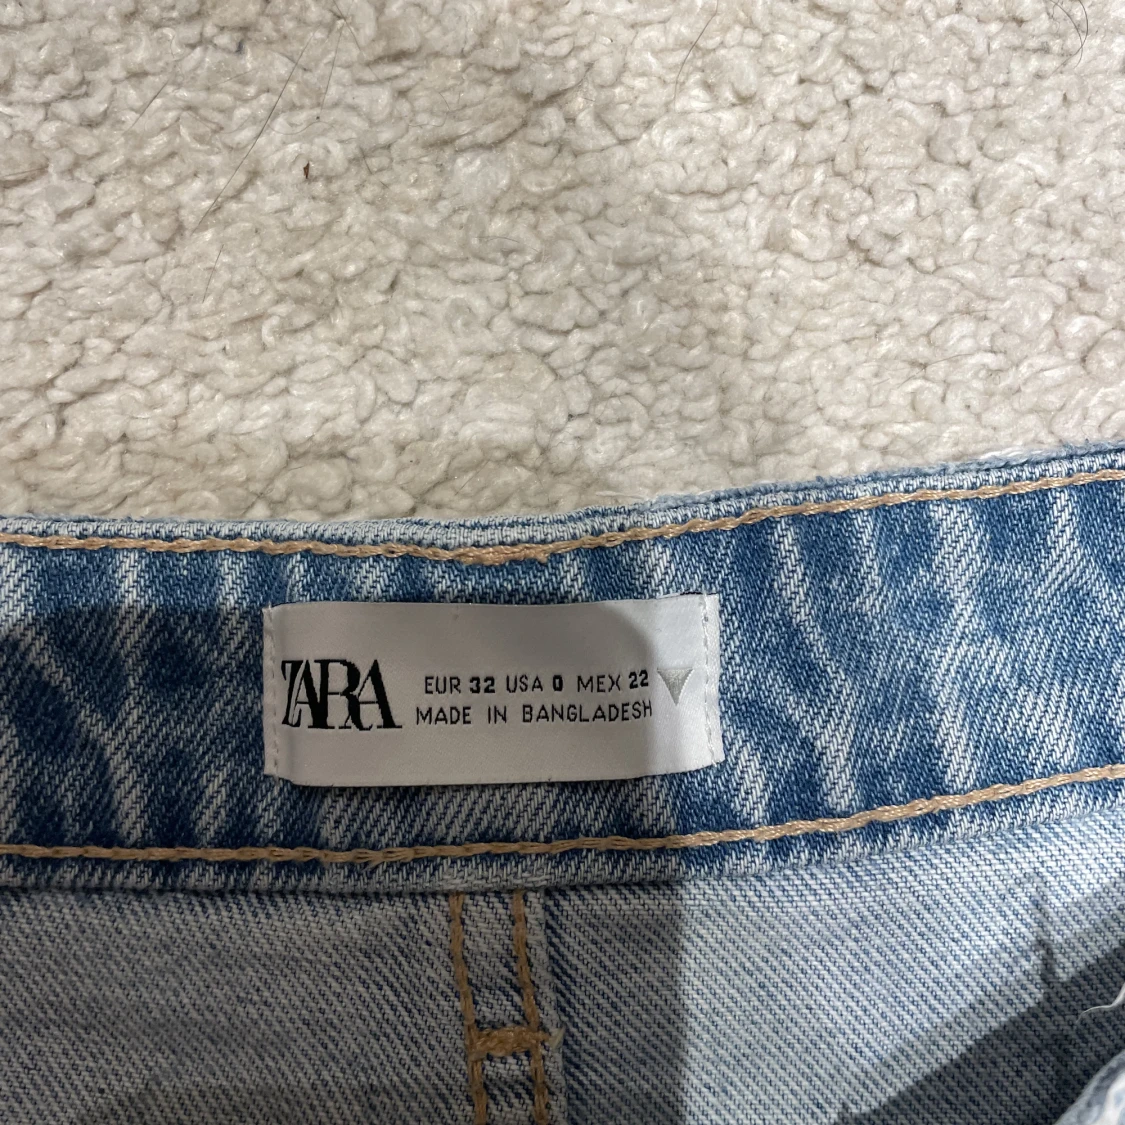 ZARA
EUR 32 USA 0 MEX 22
MADE IN BANGLADESH